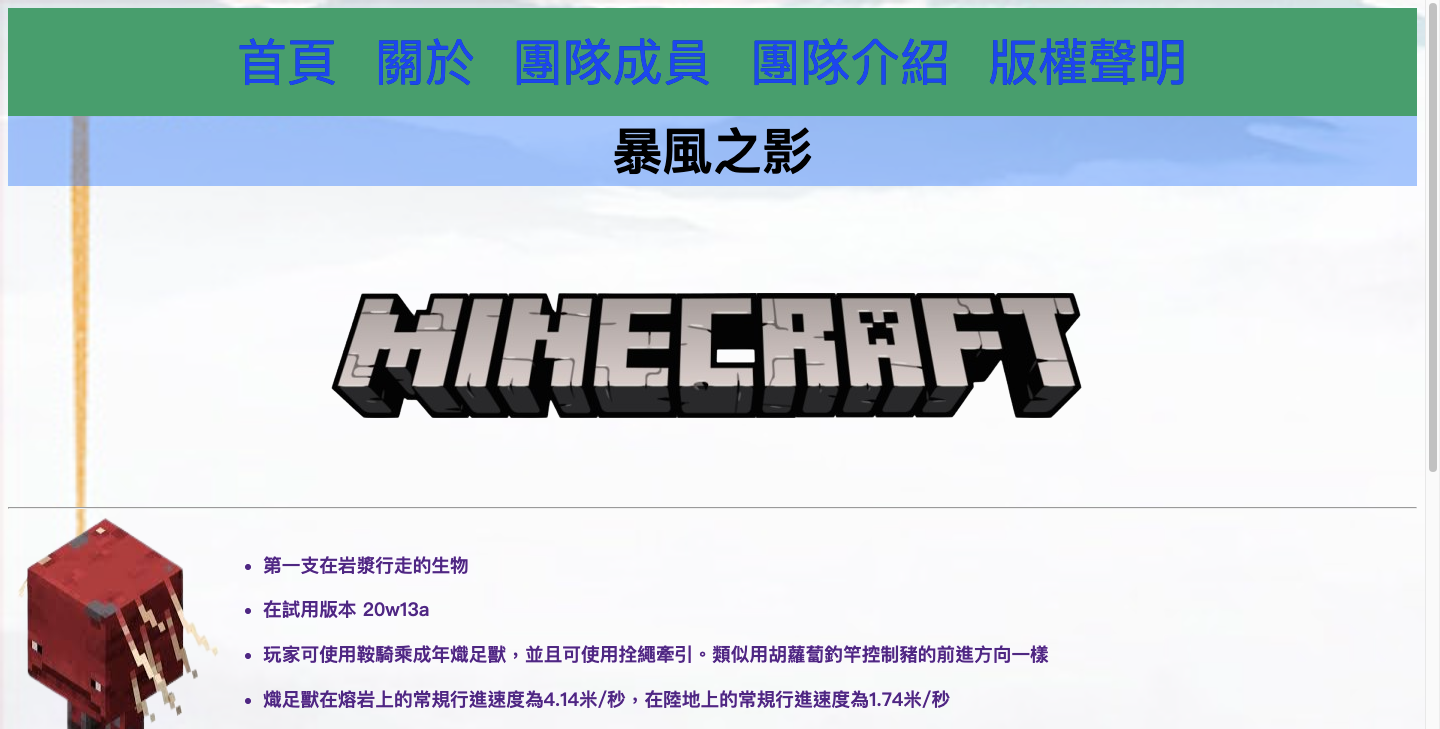 首頁 關於 團隊成員 團隊介紹 版權聲明
暴風之影
MINECRAFT
第一支在岩漿行走的生物
在試用版本 20w13a
玩家可使用鞍騎乘成年熾足獸，並且可使用拴繩牽引。類似用胡蘿蔔釣竿控制豬的前進方向一樣
熾足獸在熔岩上的常規行進速度為4.14米/秒，在陸地上的常規行進速度為1.74米/秒